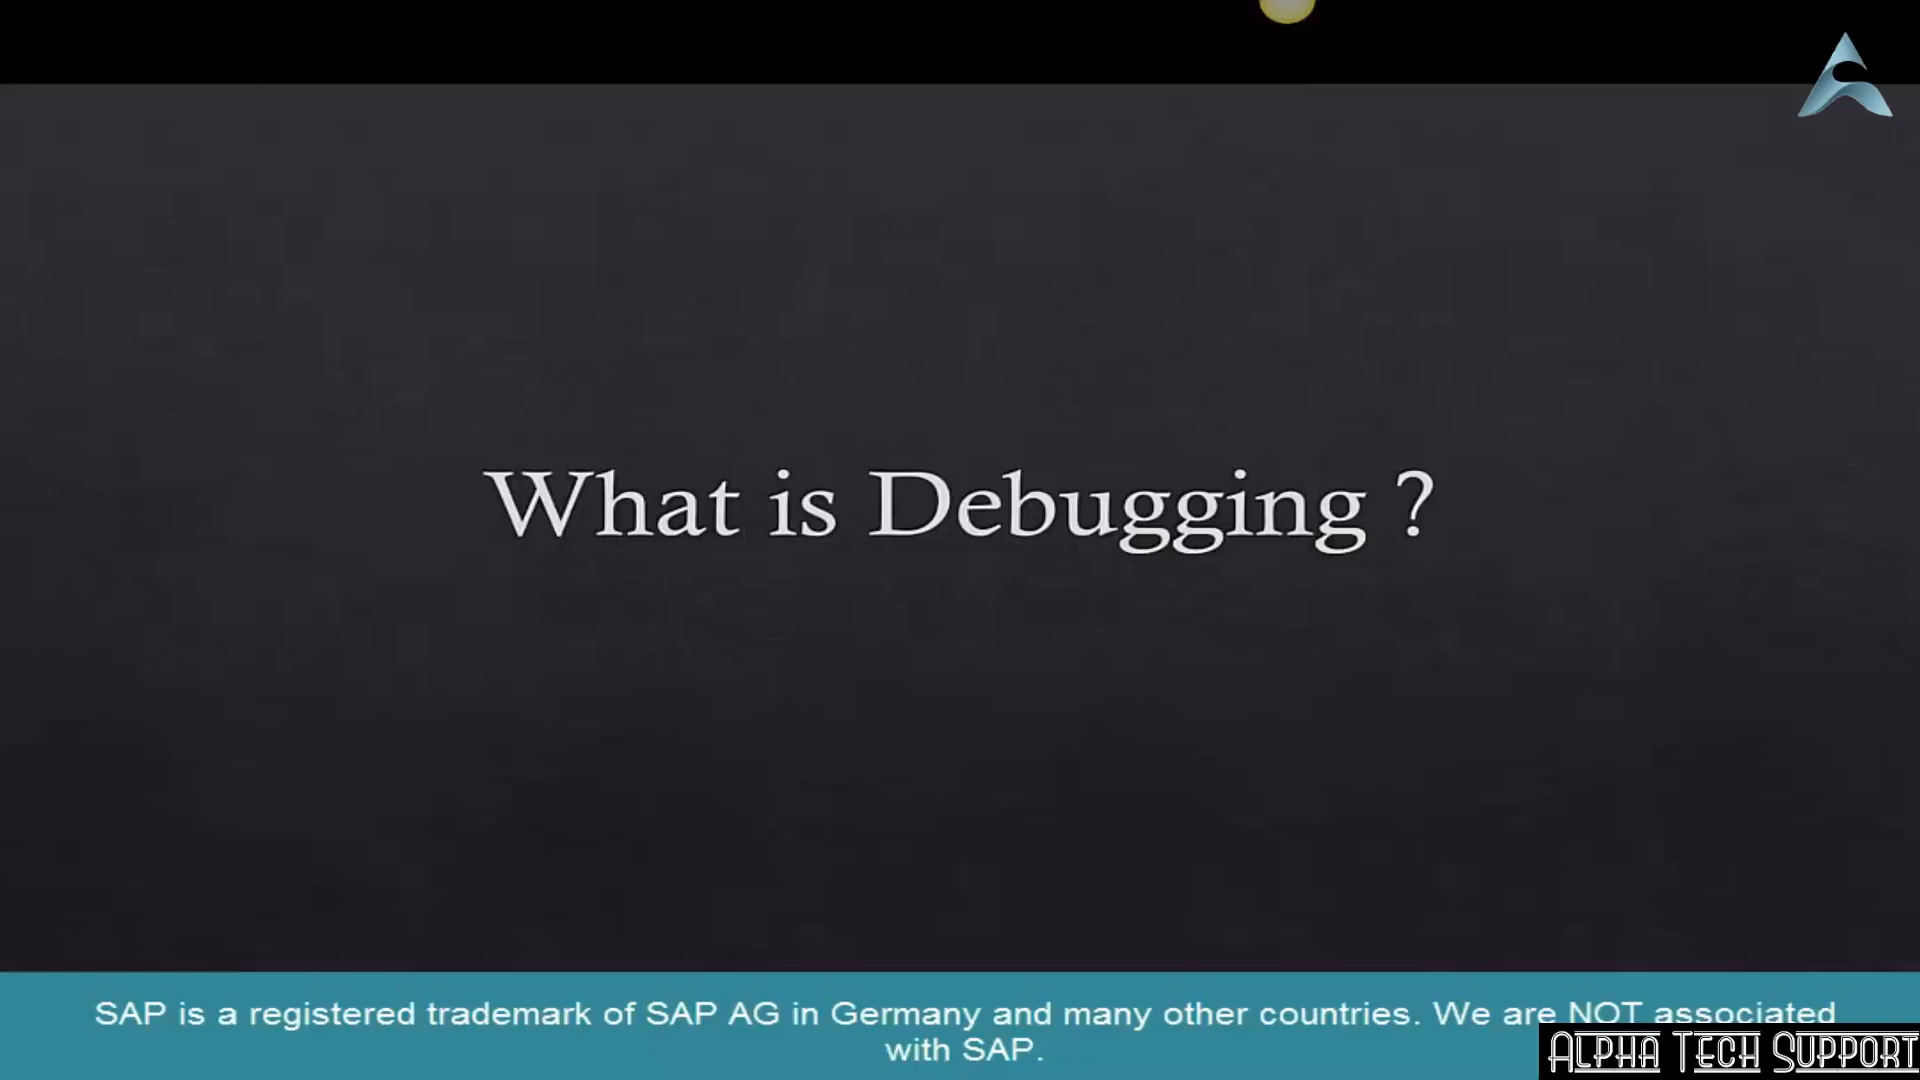 What is Debugging ?
SAP is a registered trademark of SAP AG in Germany and many other countries. We are NOT associated
with SAP.
Alpha Tech Support